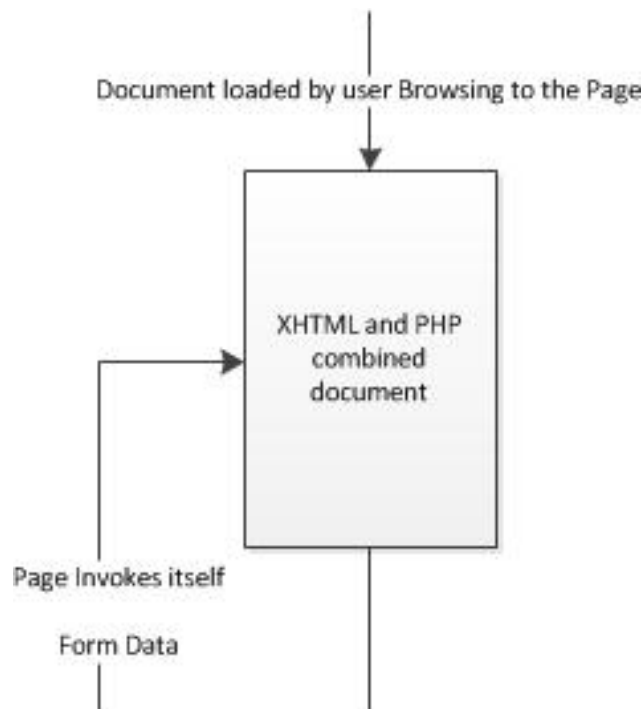 Document loaded by user Browsing to the Page
XHTML and PHP
combined
document
Page Invokes itself
Form Data